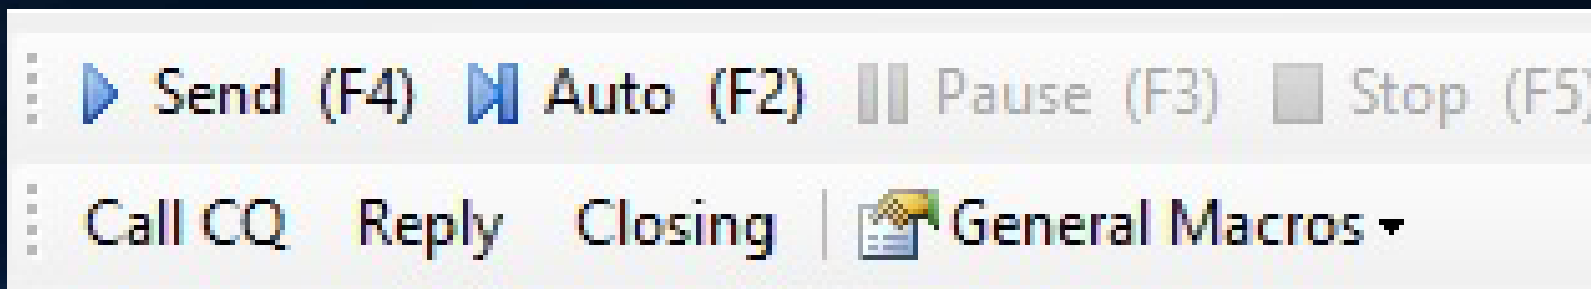 Send (F4) Auto (F2) Pause (F3) Stop (F5)
Call CQ Reply Closing General Macros